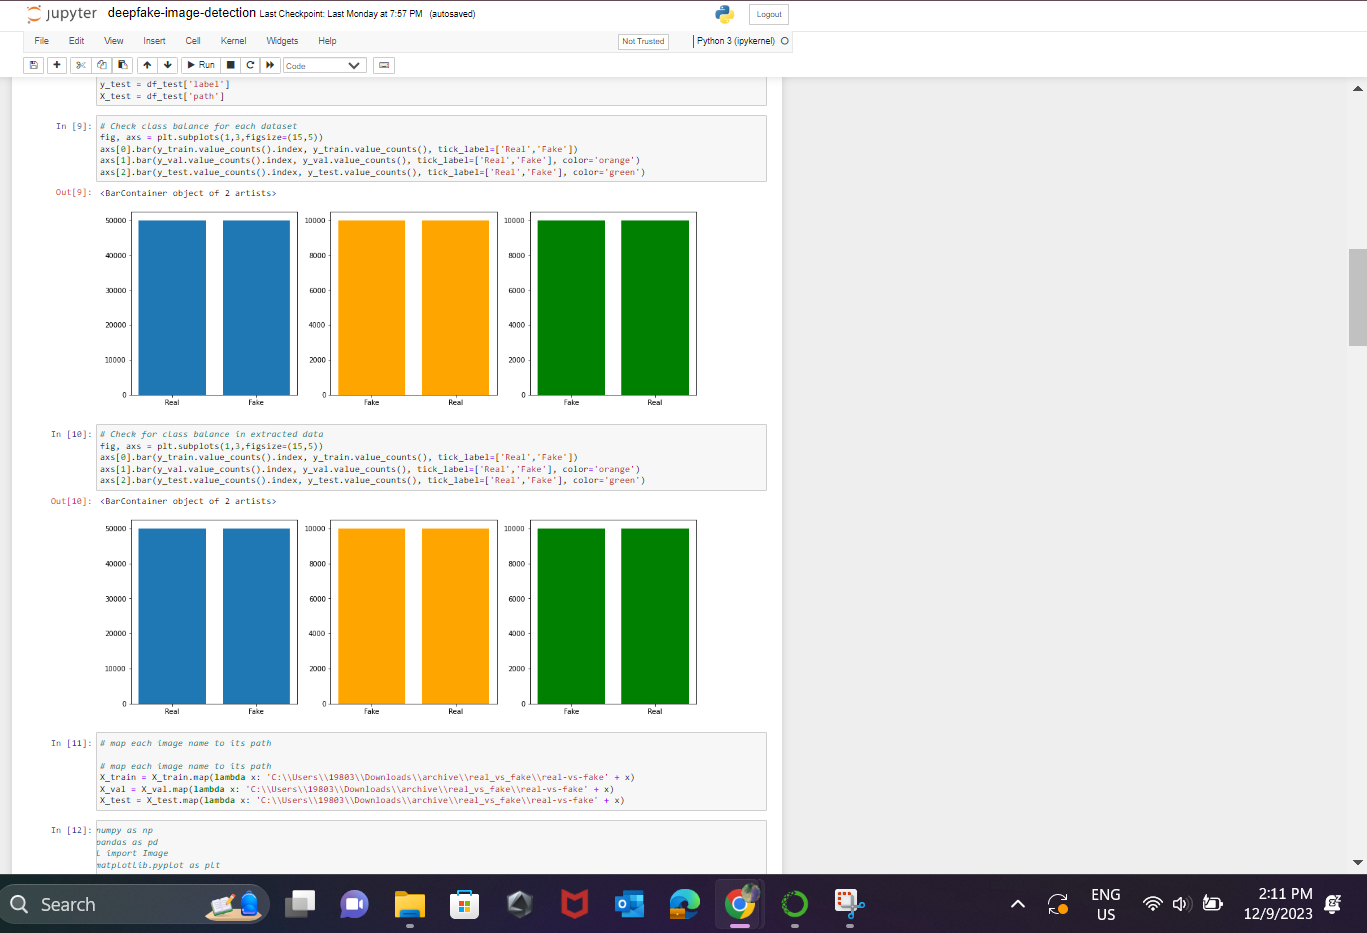 jupyter deepfake-image-detection Last Checkpoint: Last Monday at 7:57 PM (autosaved)
Logout
File Edit View Insert Cell Kernel Widgets Help
Not Trusted
Python 3 (ipykernel)
Run
Code
y_test = df_test['label']
X_test = df_test['path']
In [9]:
# Check class balance for each dataset
fig, axs = plt.subplots(1,3,figsize=(15,5))
axs[0].bar(y_train.value_counts().index, y_train.value_counts(), tick_label=['Real','Fake'])
axs[1].bar(y_val.value_counts().index, y_val.value_counts(), tick_label=['Real','Fake'], color='orange')
axs[2].bar(y_test.value_counts().index, y_test.value_counts(), tick_label=['Real','Fake'], color='green')
Out[9]: <BarContainer object of 2 artists>
50000 10000 10000
40000 8000 8000
30000 6000 6000
20000 4000 4000
10000 2000 2000
0 0 0
Real Fake Fake Real Fake Real
In [10]:
# Check for class balance in extracted data
fig, axs = plt.subplots(1,3,figsize=(15,5))
axs[0].bar(y_train.value_counts().index, y_train.value_counts(), tick_label=['Real','Fake'])
axs[1].bar(y_val.value_counts().index, y_val.value_counts(), tick_label=['Real','Fake'], color='orange')
axs[2].bar(y_test.value_counts().index, y_test.value_counts(), tick_label=['Real','Fake'], color='green')
Out[10]: <BarContainer object of 2 artists>
50000 10000 10000
40000 8000 8000
30000 6000 6000
20000 4000 4000
10000 2000 2000
0 0 0
Real Fake Fake Real Fake Real
In [11]:
# map each image name to its path
# map each image name to its path
X_train = X_train.map(lambda x: 'C:\\Users\\19803\\Downloads\\archive\\real_vs_fake\\real-vs-fake' + x)
X_val = X_val.map(lambda x: 'C:\\Users\\19803\\Downloads\\archive\\real_vs_fake\\real-vs-fake' + x)
X_test = X_test.map(lambda x: 'C:\\Users\\19803\\Downloads\\archive\\real_vs_fake\\real-vs-fake' + x)
In [12]:
numpy as np
pandas as pd
L import Image
matplotlib.pyplot as plt
Search
ENG
US
2:11 PM
12/9/2023